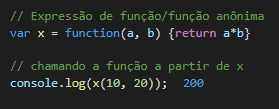 // Expressão de função/função anônima
var x = function(a, b) {return a*b}
// chamando a função a partir de x
console.log(x(10, 20));  200